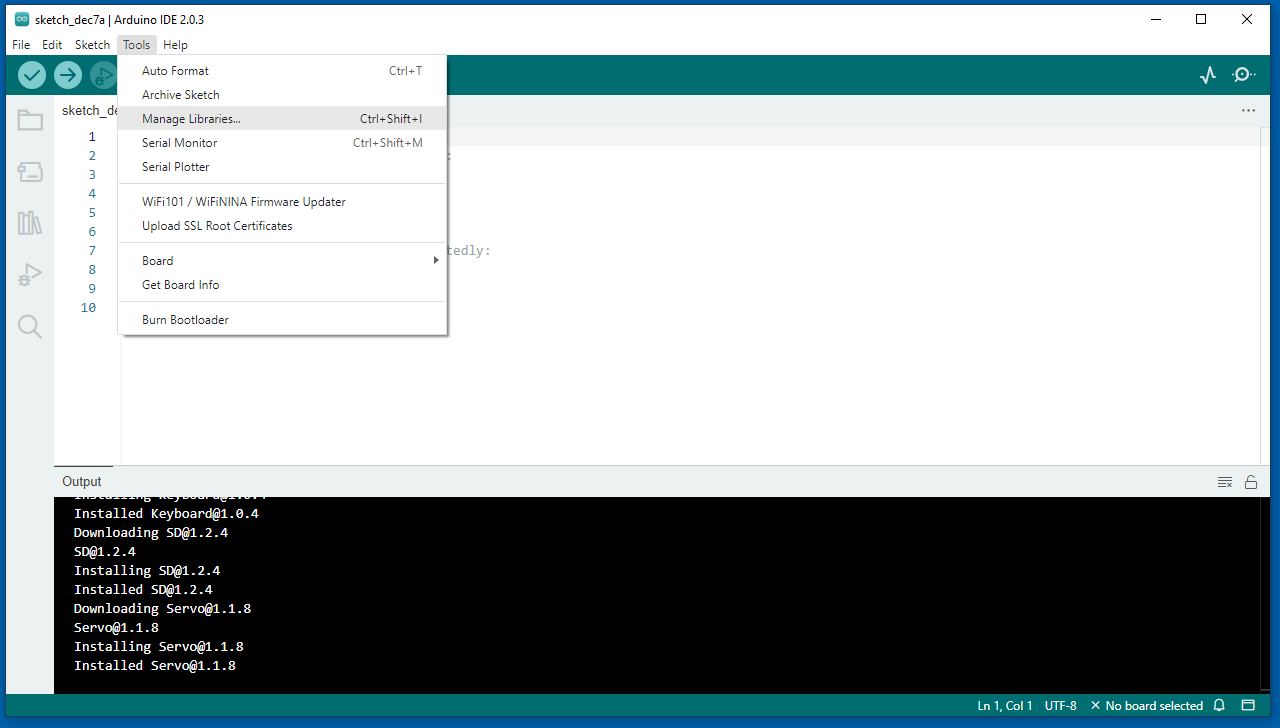 sketch_dec7a | Arduino IDE 2.0.3
File Edit Sketch Tools Help
Auto Format Ctrl+T
Archive Sketch
Manage Libraries... Ctrl+Shift+I
Serial Monitor Ctrl+Shift+M
Serial Plotter
WiFi101 / WiFiNINA Firmware Updater
Upload SSL Root Certificates
Board
Get Board Info
Burn Bootloader
sketch_de
1
2 :
3
4
5
6
7 tedly:
8
9
10
Output
Installing Keyboard@1.0.4
Installed Keyboard@1.0.4
Downloading SD@1.2.4
SD@1.2.4
Installing SD@1.2.4
Installed SD@1.2.4
Downloading Servo@1.1.8
Servo@1.1.8
Installing Servo@1.1.8
Installed Servo@1.1.8
Ln 1, Col 1 UTF-8 No board selected